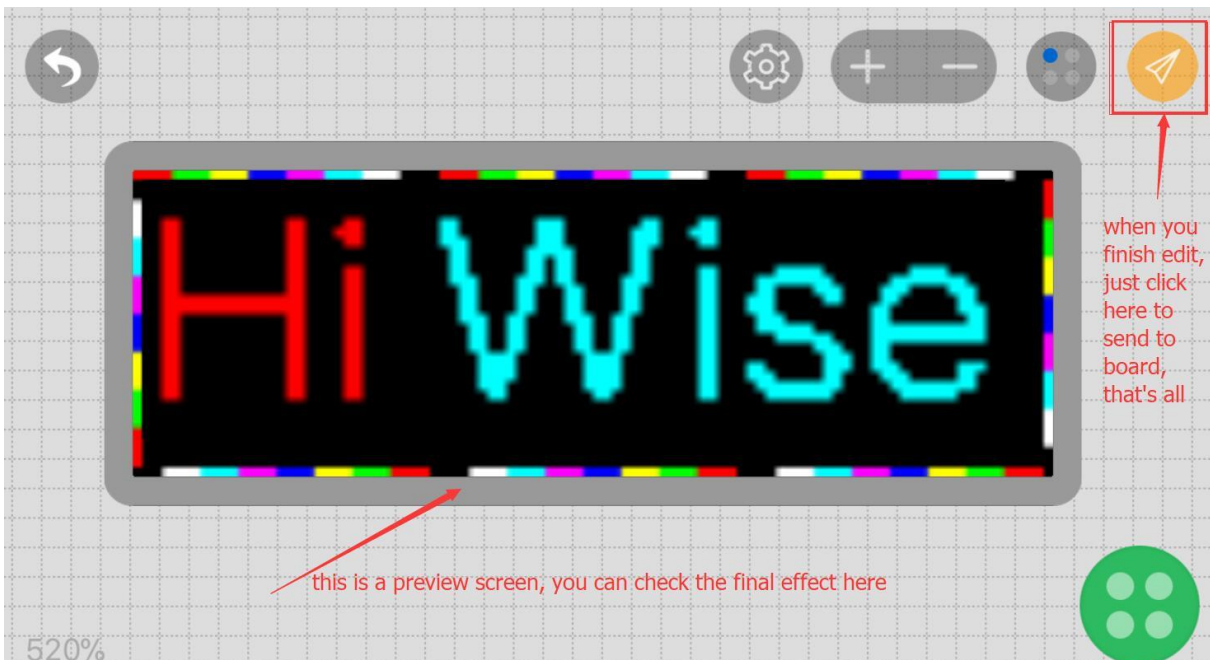 Hi Wise
when you
finish edit,
just click
here to
send to
board,
that's all
this is a preview screen, you can check the final effect here
520%